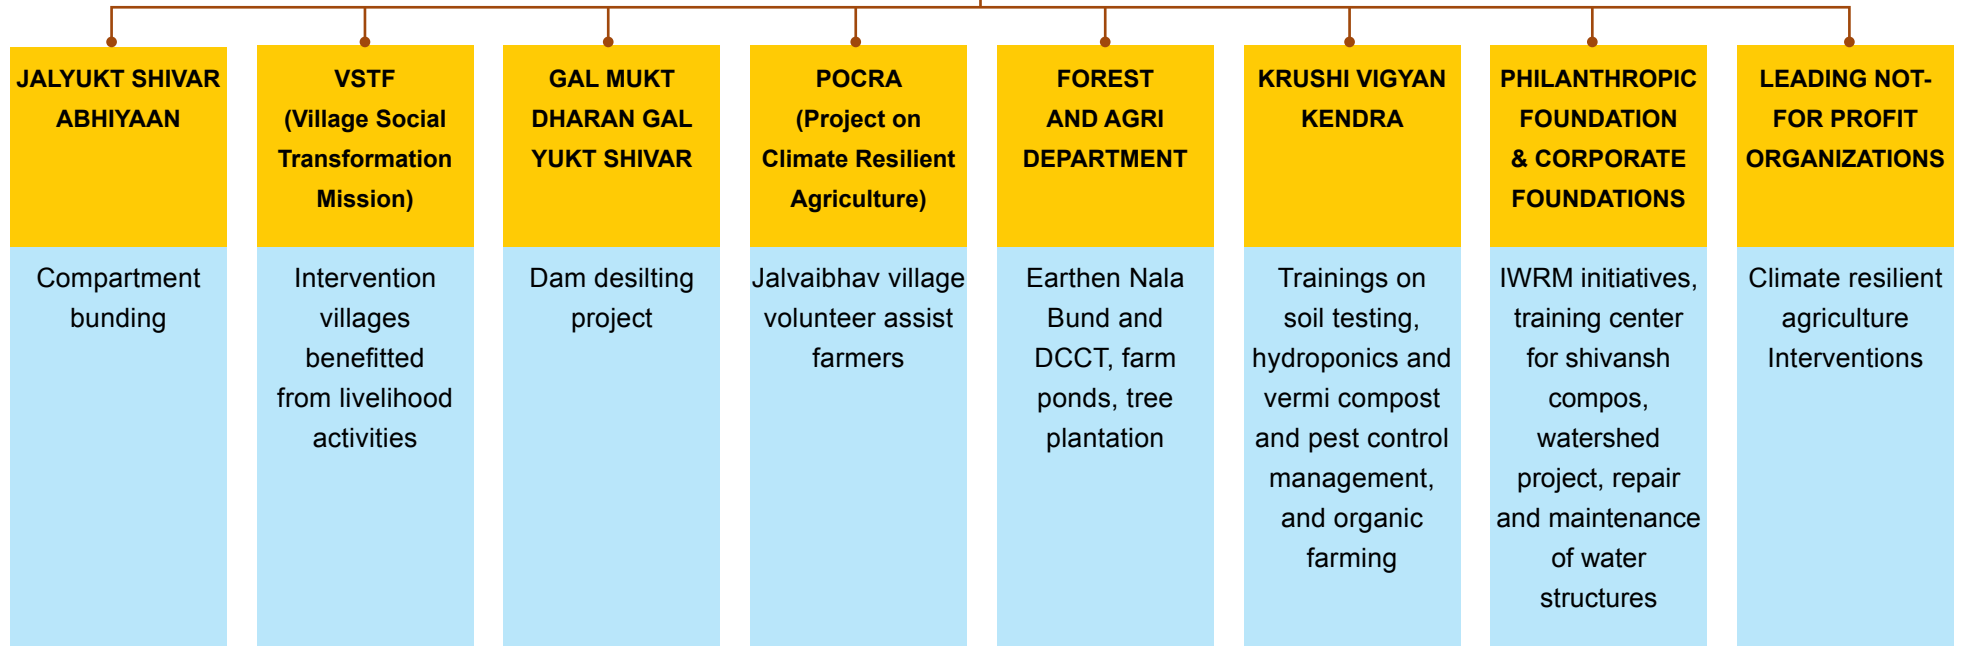 JALYUKT SHIVAR
ABHIYAAN
Compartment
bunding
VSTF
(Village Social
Transformation
Mission)
Intervention
villages
benefitted
from livelihood
activities
GAL MUKT
DHARAN GAL
YUKT SHIVAR
Dam desilting
project
POCRA
(Project on
Climate Resilient
Agriculture)
Jalvaibhav village
volunteer assist
farmers
FOREST
AND AGRI
DEPARTMENT
Earthen Nala
Bund and
DCCT, farm
ponds, tree
plantation
KRUSHI VIGYAN
KENDRA
Trainings on
soil testing,
hydroponics and
vermi compost
and pest control
management,
and organic
farming
PHILANTHROPIC
FOUNDATION
& CORPORATE
FOUNDATIONS
IWRM initiatives,
training center
for shivansh
compos,
watershed
project, repair
and maintenance
of water
structures
LEADING NOT-
FOR PROFIT
ORGANIZATIONS
Climate resilient
agriculture
Interventions